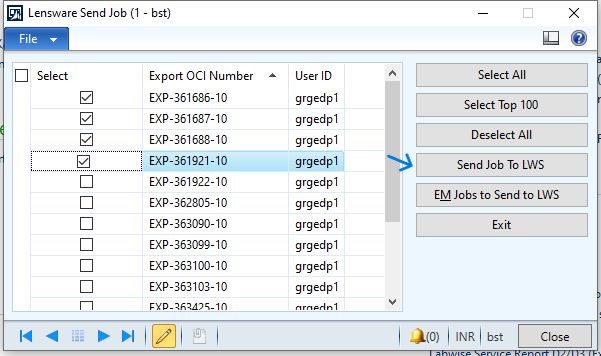 Lensware Send Job (1 - bst)
File
Select Export OCI Number User ID
EXP-361686-10 grgedp1
EXP-361687-10 grgedp1
EXP-361688-10 grgedp1
EXP-361921-10 grgedp1
EXP-361922-10 grgedp1
EXP-362805-10 grgedp1
EXP-363090-10 grgedp1
EXP-363099-10 grgedp1
EXP-363100-10 grgedp1
EXP-363103-10 grgedp1
EXP-363425-10 grgedp1
Select All
Select Top 100
Deselect All
Send Job To LWS
EM Jobs to Send to LWS
Exit
(0) INR bst Close